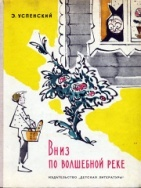 Э. УСПЕНСКИЙ
Вниз
по волшебной
реке
ИЗДАТЕЛЬСТВО „ДЕТСКАЯ ЛИТЕРАТУРА"